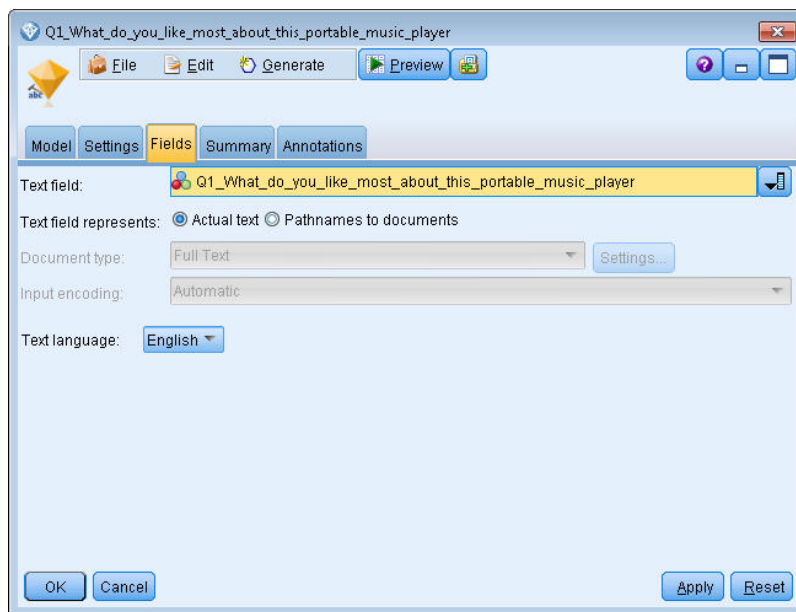 Q1_What_do_you_like_most_about_this_portable_music_player
File Edit Generate Preview
abc
Model Settings Fields Summary Annotations
Text field: Q1_What_do_you_like_most_about_this_portable_music_player
Text field represents: Actual text Pathnames to documents
Document type: Full Text Settings...
Input encoding: Automatic
Text language: English
OK Cancel Apply Reset